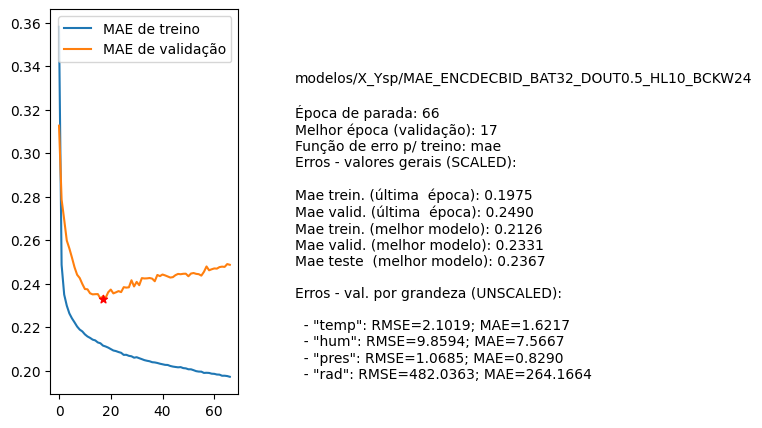 0.36
0.34
0.32
0.30
0.28
0.26
0.24
0.22
0.20
0
20
40
60
MAE de treino
MAE de validação
modelos/X_Ysp/MAE_ENCDECBID_BAT32_DOUT0.5_HL10_BCKW24
Época de parada: 66
Melhor época (validação): 17
Função de erro p/ treino: mae
Erros - valores gerais (SCALED):
Mae trein. (última  época): 0.1975
Mae valid. (última  época): 0.2490
Mae trein. (melhor modelo): 0.2126
Mae valid. (melhor modelo): 0.2331
Mae teste  (melhor modelo): 0.2367
Erros - val. por grandeza (UNSCALED):
- "temp": RMSE=2.1019; MAE=1.6217
- "hum": RMSE=9.8594; MAE=7.5667
- "pres": RMSE=1.0685; MAE=0.8290
- "rad": RMSE=482.0363; MAE=264.1664